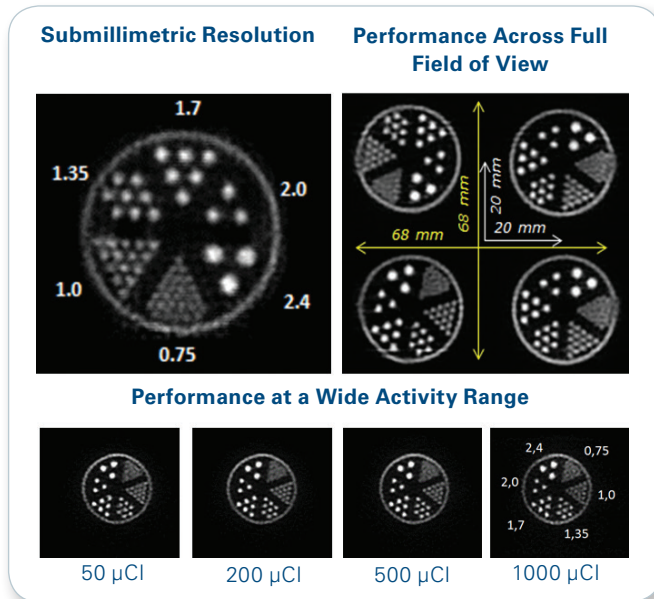 Submillimetric Resolution
Performance Across Full
Field of View
1.7
1.35
2.0
1.0
2.4
0.75
68 mm
20 mm
20 mm
68 mm
Performance at a Wide Activity Range
2,4
0,75
2,0
1,0
1,7
1,35
50 µCI
200 µCI
500 µCI
1000 µCI